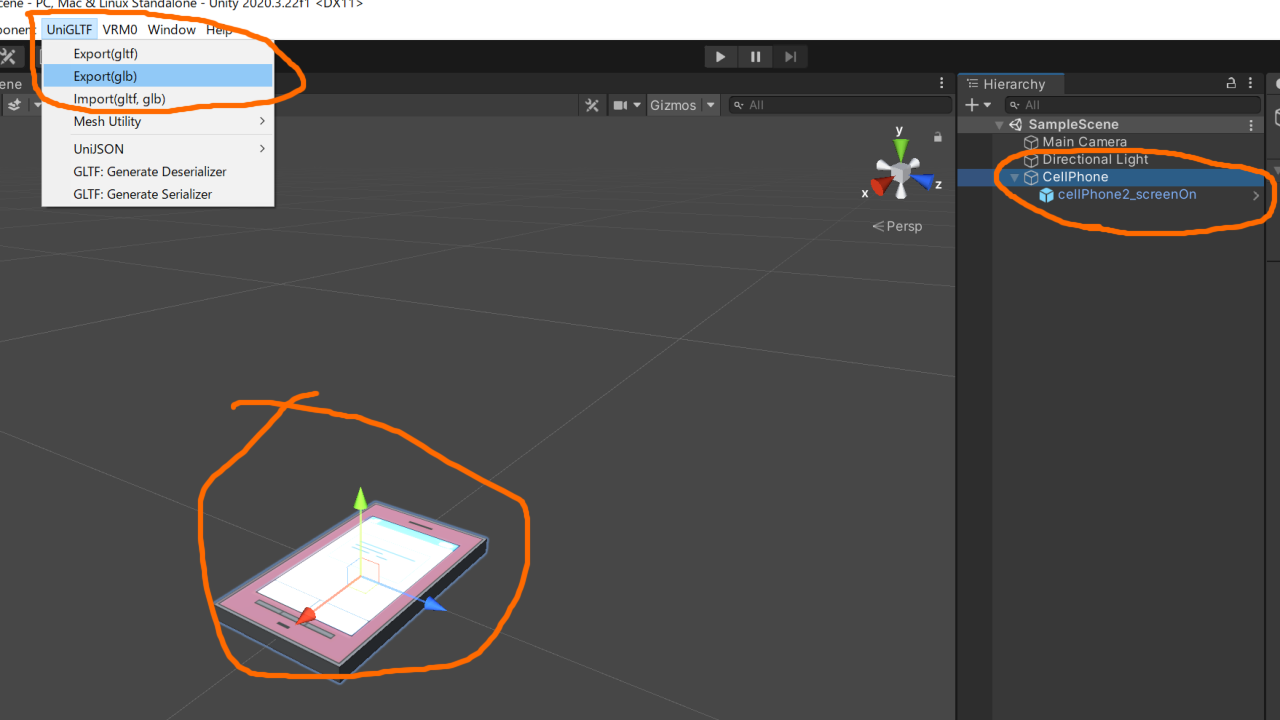 cene - PC, Mac & Linux Standalone - Unity 2020.3.22f1 <DX11>
ponent UniGLTF VRM0 Window Help
Export(gltf)
Export(glb)
Import(gltf, glb)
Mesh Utility
UniJSON
GLTF: Generate Deserializer
GLTF: Generate Serializer
ene
Gizmos All
y
x
z
Persp
Hierarchy
All
SampleScene
Main Camera
Directional Light
CellPhone
cellPhone2_screenOn